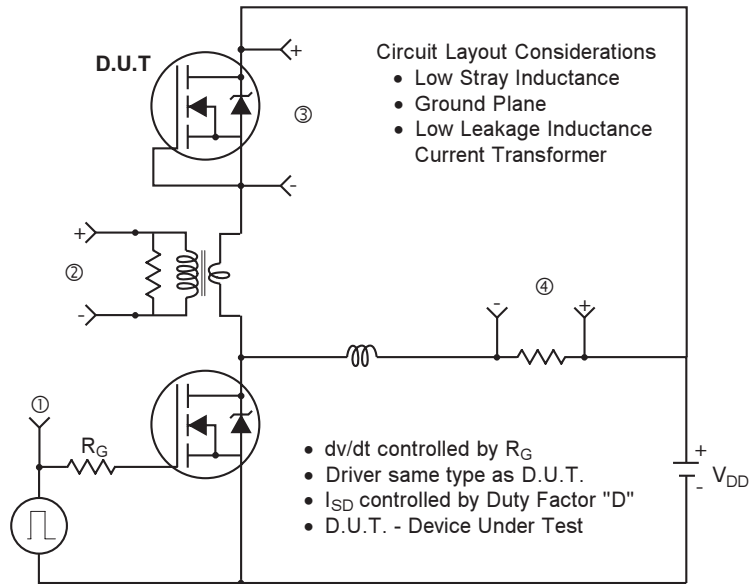 D.U.T
+
Circuit Layout Considerations
• Low Stray Inductance
• Ground Plane
• Low Leakage Inductance
Current Transformer
③
-
+
②
-
④
-
+
①
R_G
• dv/dt controlled by R_G
• Driver same type as D.U.T.
• I_SD controlled by Duty Factor "D"
• D.U.T. - Device Under Test
+
V_DD
-